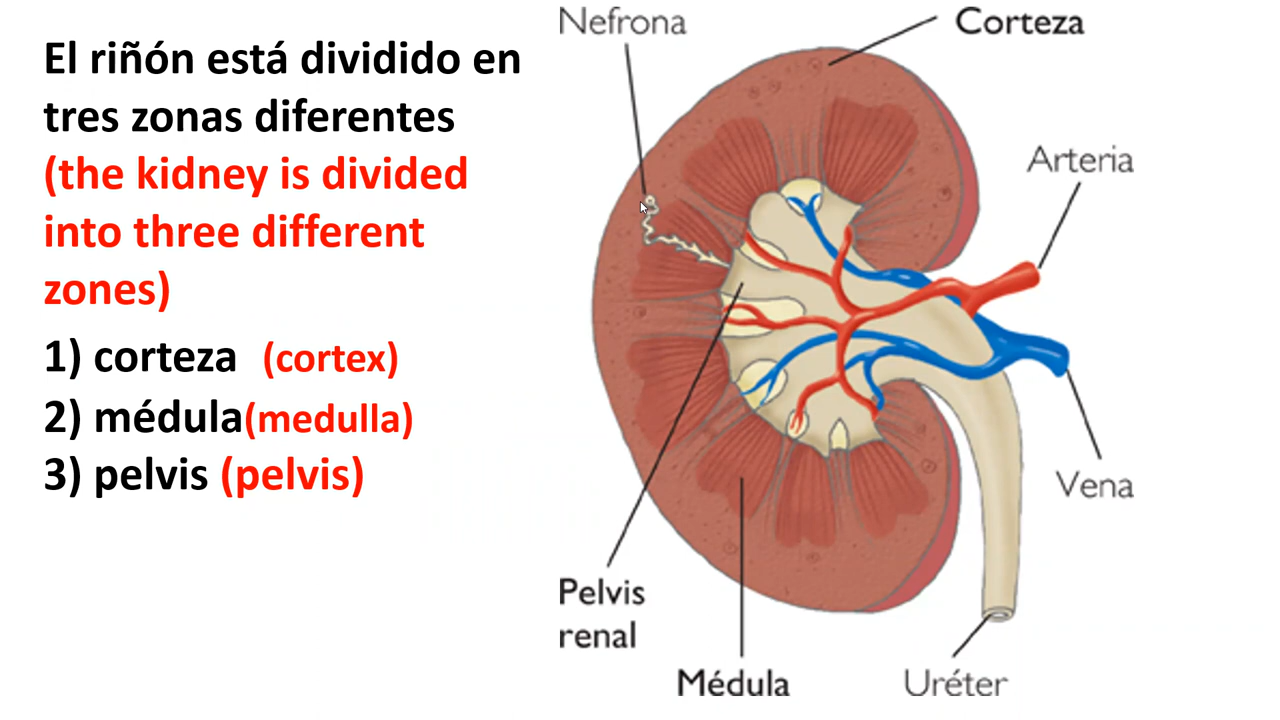 El riñón está dividido en
tres zonas diferentes
(the kidney is divided
into three different
zones)
1) corteza (cortex)
2) médula(medulla)
3) pelvis (pelvis)
Nefrona
Corteza
Arteria
Vena
Pelvis
renal
Médula
Uréter